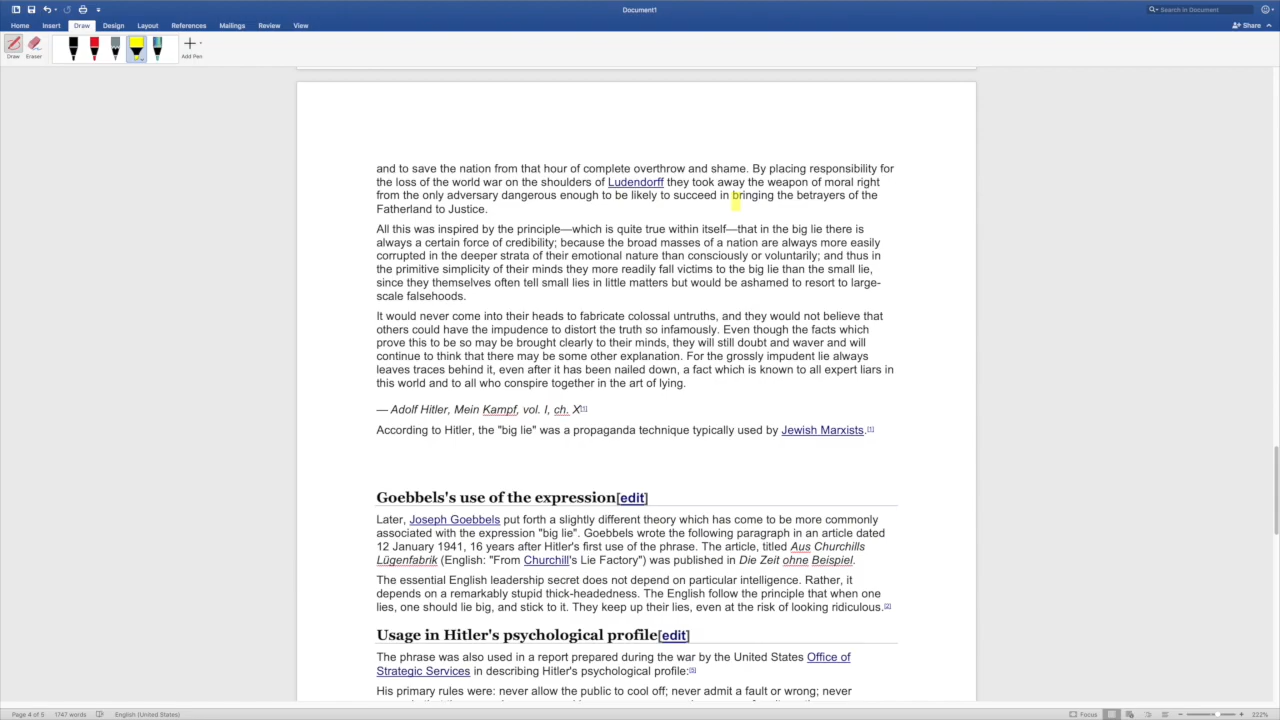 Document1
Search in Document
Home Insert Draw Design Layout References Mailings Review View
Share
Draw Eraser Add Pen
and to save the nation from that hour of complete overthrow and shame. By placing responsibility for
the loss of the world war on the shoulders of Ludendorff they took away the weapon of moral right
from the only adversary dangerous enough to be likely to succeed in bringing the betrayers of the
Fatherland to Justice.
All this was inspired by the principle—which is quite true within itself—that in the big lie there is
always a certain force of credibility; because the broad masses of a nation are always more easily
corrupted in the deeper strata of their emotional nature than consciously or voluntarily; and thus in
the primitive simplicity of their minds they more readily fall victims to the big lie than the small lie,
since they themselves often tell small lies in little matters but would be ashamed to resort to large-
scale falsehoods.
It would never come into their heads to fabricate colossal untruths, and they would not believe that
others could have the impudence to distort the truth so infamously. Even though the facts which
prove this to be so may be brought clearly to their minds, they will still doubt and waver and will
continue to think that there may be some other explanation. For the grossly impudent lie always
leaves traces behind it, even after it has been nailed down, a fact which is known to all expert liars in
this world and to all who conspire together in the art of lying.
— Adolf Hitler, Mein Kampf, vol. I, ch. X[1]
According to Hitler, the "big lie" was a propaganda technique typically used by Jewish Marxists.[1]
Goebbels's use of the expression[edit]
Later, Joseph Goebbels put forth a slightly different theory which has come to be more commonly
associated with the expression "big lie". Goebbels wrote the following paragraph in an article dated
12 January 1941, 16 years after Hitler's first use of the phrase. The article, titled Aus Churchills
Lügenfabrik (English: "From Churchill's Lie Factory") was published in Die Zeit ohne Beispiel.
The essential English leadership secret does not depend on particular intelligence. Rather, it
depends on a remarkably stupid thick-headedness. The English follow the principle that when one
lies, one should lie big, and stick to it. They keep up their lies, even at the risk of looking ridiculous.[2]
Usage in Hitler's psychological profile[edit]
The phrase was also used in a report prepared during the war by the United States Office of
Strategic Services in describing Hitler's psychological profile:
His primary rules were: never allow the public to cool off; never admit a fault or wrong; never
Page 4 of 5 1747 words English (United States) Focus 222%